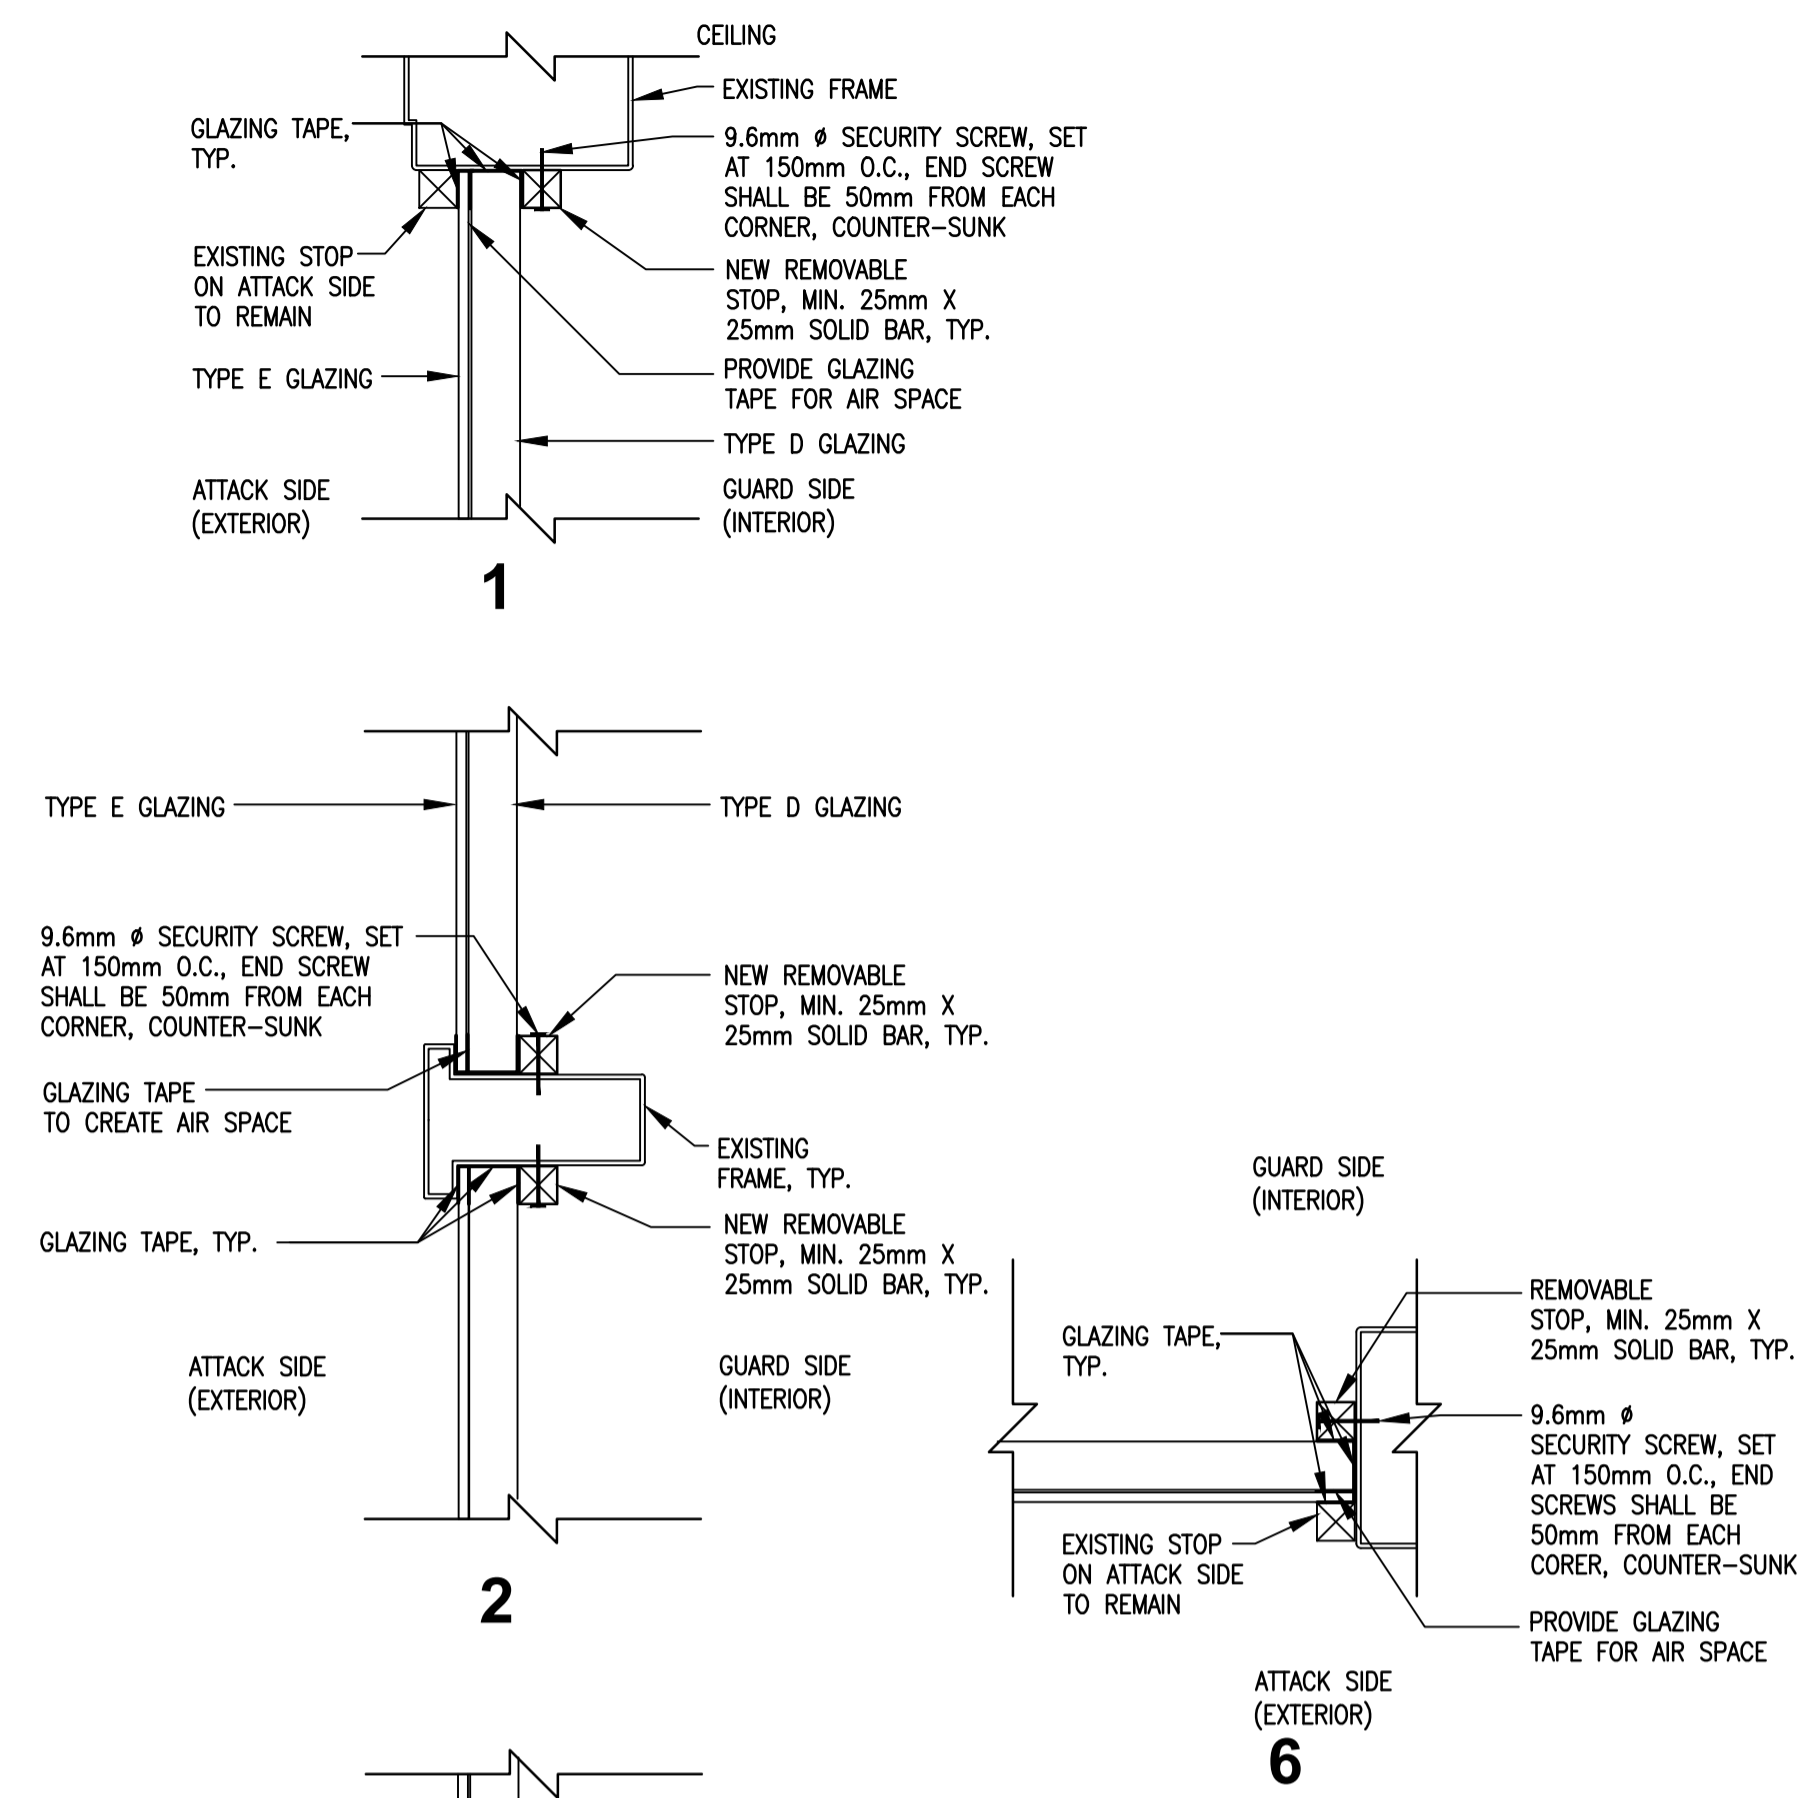 CEILING
EXISTING FRAME
GLAZING TAPE,
TYP.
9.6mm ø SECURITY SCREW, SET
AT 150mm O.C., END SCREW
SHALL BE 50mm FROM EACH
CORNER, COUNTER-SUNK
EXISTING STOP
ON ATTACK SIDE
TO REMAIN
NEW REMOVABLE
STOP, MIN. 25mm X
25mm SOLID BAR, TYP.
TYPE E GLAZING
PROVIDE GLAZING
TAPE FOR AIR SPACE
TYPE D GLAZING
ATTACK SIDE
(EXTERIOR)
GUARD SIDE
(INTERIOR)
1
TYPE E GLAZING
TYPE D GLAZING
9.6mm ø SECURITY SCREW, SET
AT 150mm O.C., END SCREW
SHALL BE 50mm FROM EACH
CORNER, COUNTER-SUNK
NEW REMOVABLE
STOP, MIN. 25mm X
25mm SOLID BAR, TYP.
GLAZING TAPE
TO CREATE AIR SPACE
EXISTING
FRAME, TYP.
GLAZING TAPE, TYP.
NEW REMOVABLE
STOP, MIN. 25mm X
25mm SOLID BAR, TYP.
ATTACK SIDE
(EXTERIOR)
GUARD SIDE
(INTERIOR)
2
GUARD SIDE
(INTERIOR)
REMOVABLE
STOP, MIN. 25mm X
25mm SOLID BAR, TYP.
GLAZING TAPE,
TYP.
9.6mm ø
SECURITY SCREW, SET
AT 150mm O.C., END
SCREWS SHALL BE
50mm FROM EACH
CORER, COUNTER-SUNK
EXISTING STOP
ON ATTACK SIDE
TO REMAIN
PROVIDE GLAZING
TAPE FOR AIR SPACE
ATTACK SIDE
(EXTERIOR)
6